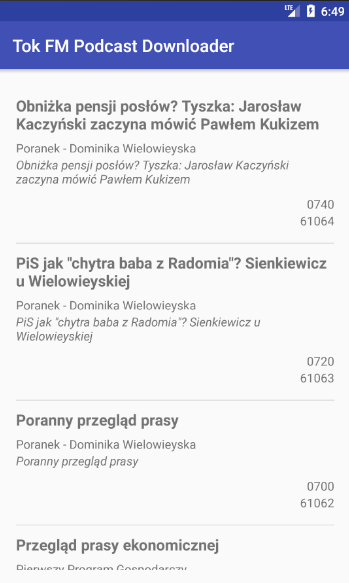 LTE 6:49
Tok FM Podcast Downloader
Obniżka pensji posłów? Tyszka: Jarosław
Kaczyński zaczyna mówić Pawłem Kukizem
Poranek - Dominika Wielowieyska
Obniżka pensji posłów? Tyszka: Jarosław Kaczyński
zaczyna mówić Pawłem Kukizem
0740
61064
PiS jak "chytra baba z Radomia"? Sienkiewicz
u Wielowieyskiej
Poranek - Dominika Wielowieyska
PiS jak "chytra baba z Radomia"? Sienkiewicz u
Wielowieyskiej
0720
61063
Poranny przegląd prasy
Poranek - Dominika Wielowieyska
Poranny przegląd prasy
0700
61062
Przegląd prasy ekonomicznej
Pierwszy Program Gospodarczy